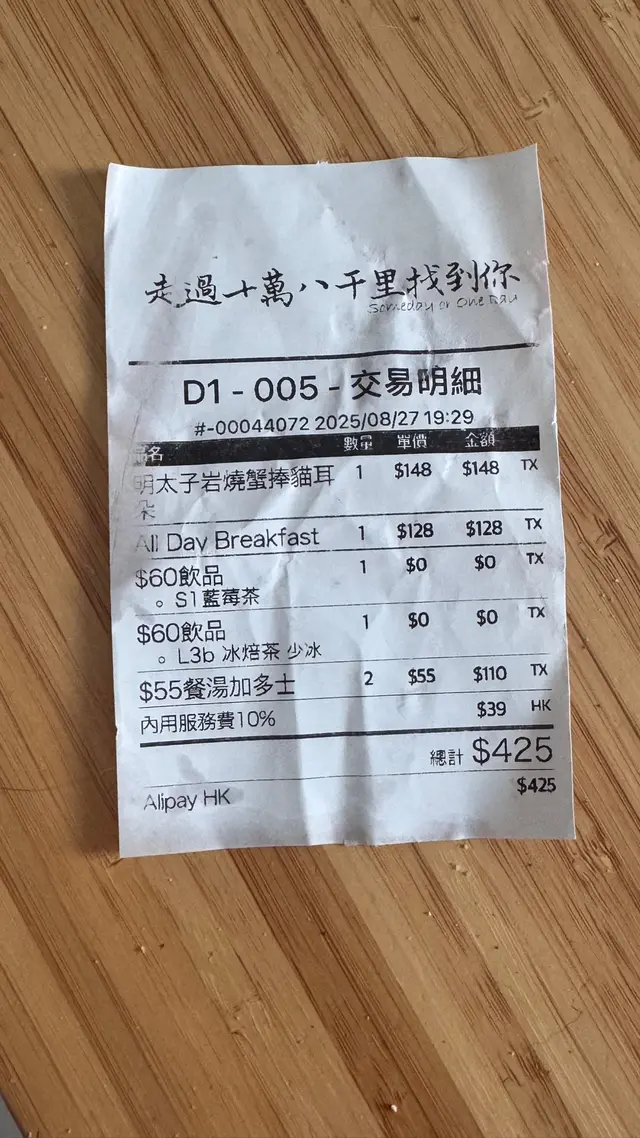 走過十萬八千里找到你
Someday or One Day
D1 - 005 - 交易明細
#-00044072 2025/08/27 19:29
品名 數量 單價 金額
明太子岩燒蟹捧貓耳朵 1 $148 $148 TX
All Day Breakfast 1 $128 $128 TX
$60飲品 1 $0 $0 TX
。 S1藍莓茶
$60飲品 1 $0 $0 TX
。 L3b 冰焙茶 少冰
$55餐湯加多士 2 $55 $110 TX
內用服務費10% $39 HK
總計 $425
Alipay HK $425